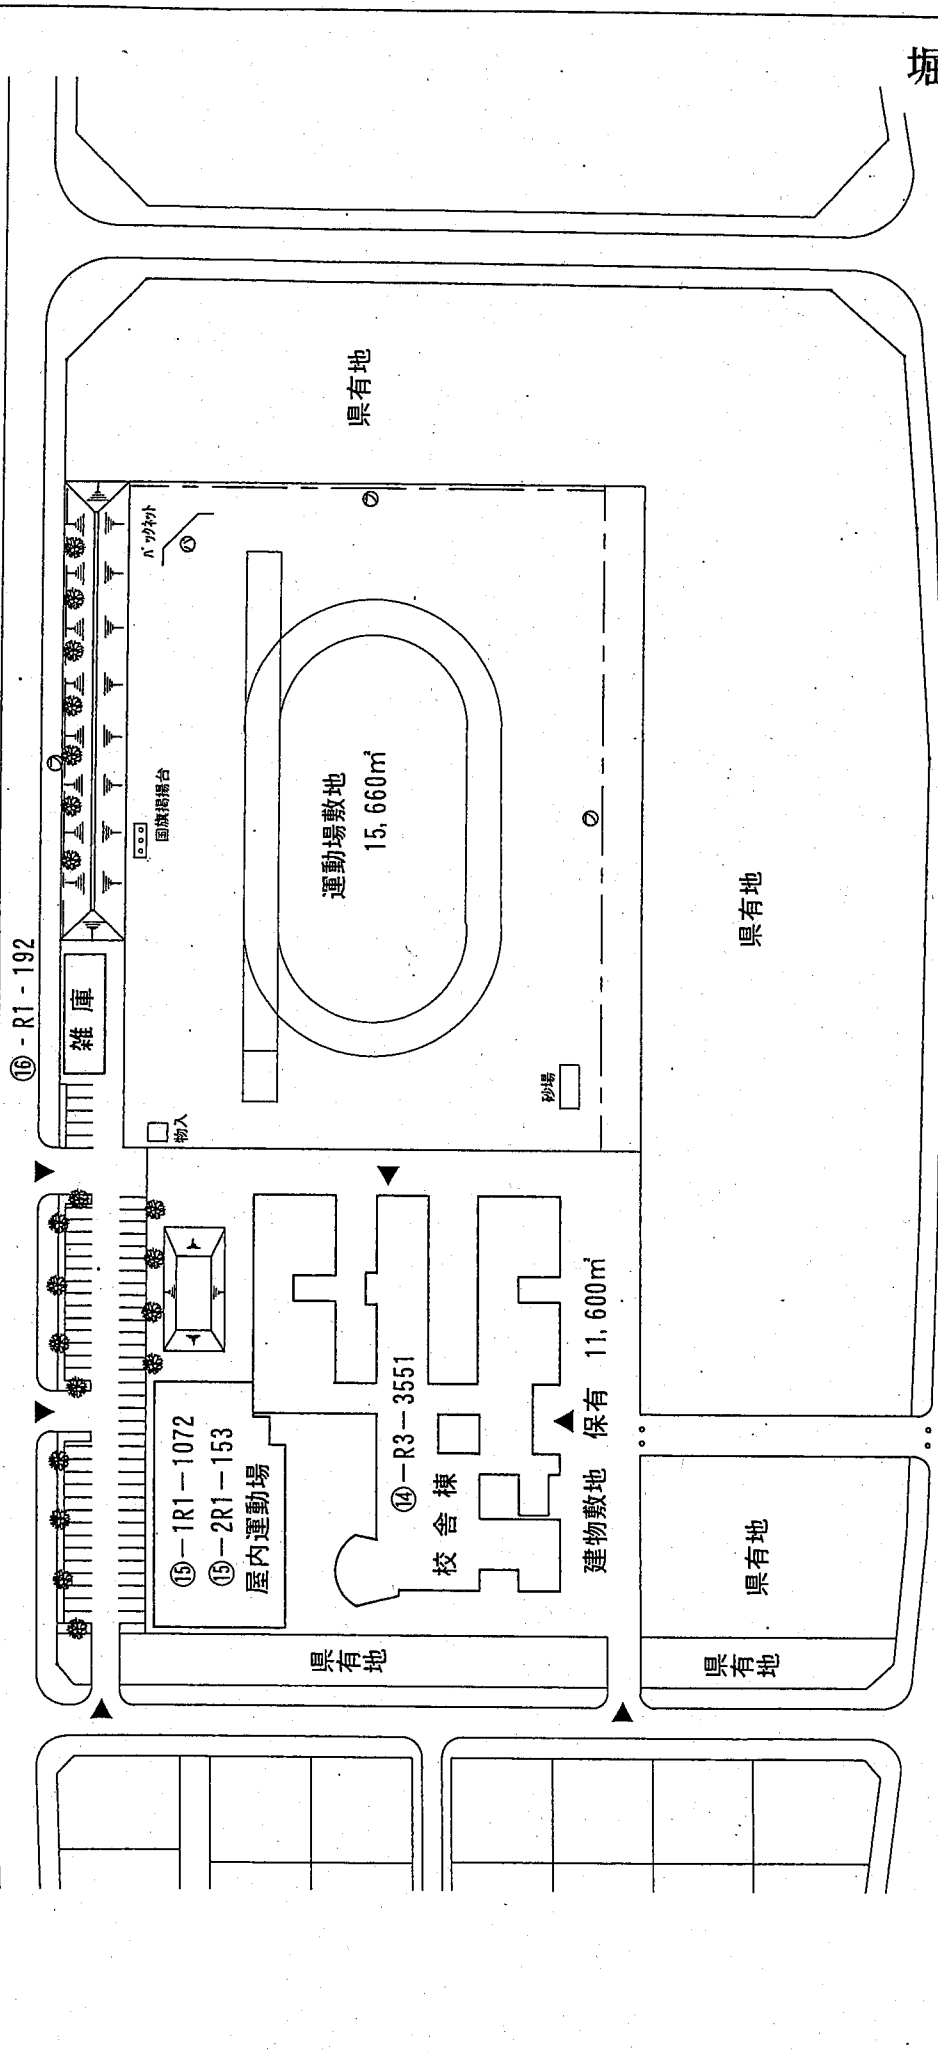 堀
県有地
バックネット
国旗掲揚台
運動場敷地
15,660㎡
県有地
⑯-R1-192
雑庫
物入
砂場
⑮-1R1-1072
⑮-2R1-153
屋内運動場
⑭-R3-3551
校舎棟
建物敷地 保有 11,600㎡
県有地
県有地
県有地